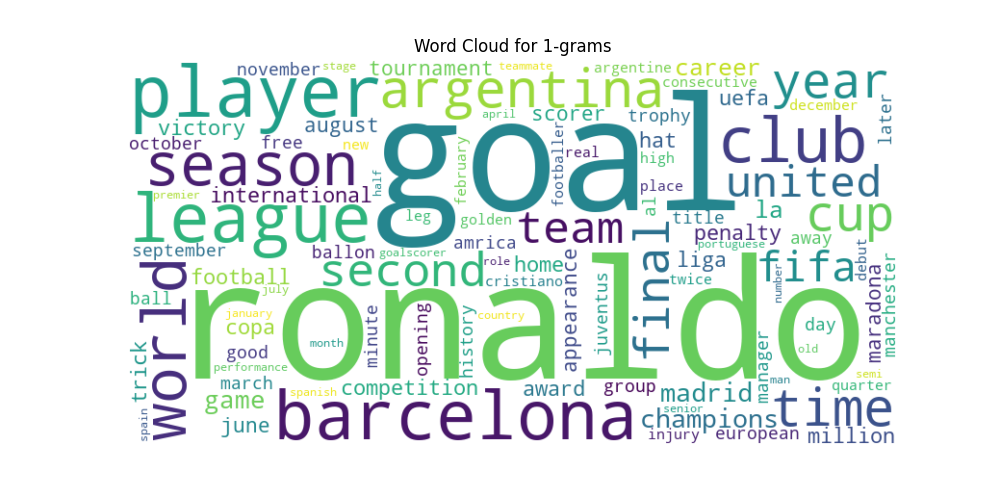 Word Cloud for 1-grams
november stage tournament teammate argentine career
player argentina consecutive year
goal uefa december
victory august april scorer trophy later
october free new real hat club
season footballer high
premier international half february place al united
league leg golden team title la cup
september ballon amrica penalty portuguese away
football goalscorer role home final liga fifa debut
world second cristiano twice number maradona manchester
ball july ronaldo
january copa minute opening history country appearance juventus day
trick good month manager old
performance
march competition award group madrid man semi quarter
game spanish senior time
spain june barcelona champions
injury european million